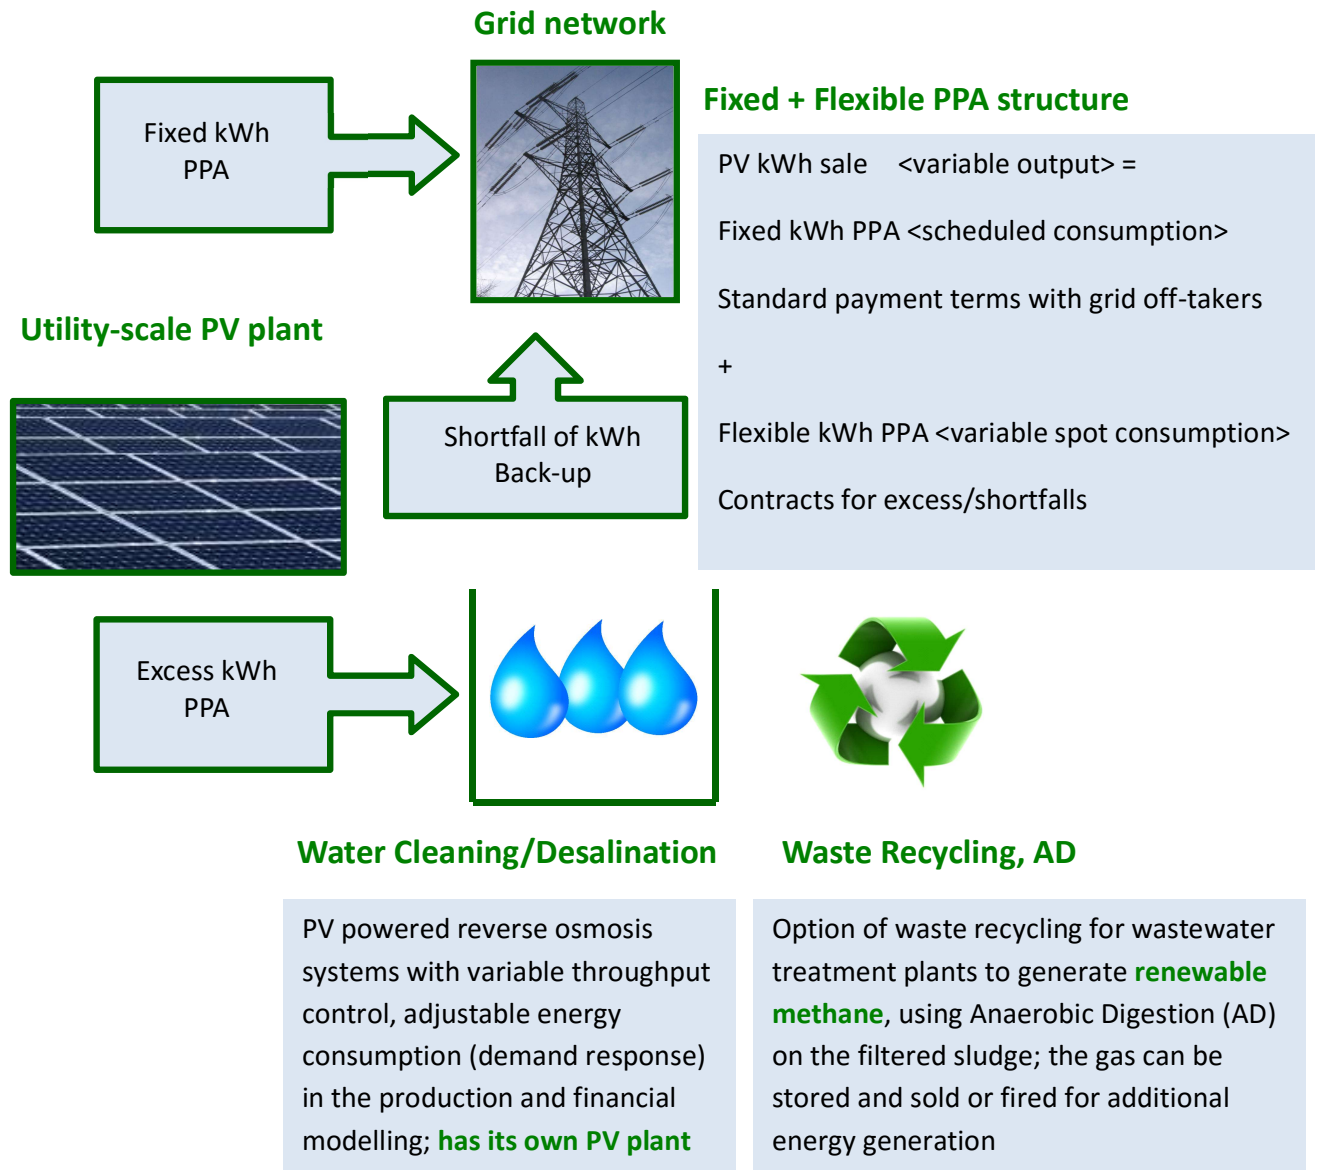 Grid network
Fixed kWh
PPA
Fixed + Flexible PPA structure
PV kWh sale <variable output> =
Fixed kWh PPA <scheduled consumption>
Standard payment terms with grid off-takers
+
Flexible kWh PPA <variable spot consumption>
Contracts for excess/shortfalls
Utility-scale PV plant
Shortfall of kWh
Back-up
Excess kWh
PPA
Water Cleaning/Desalination
PV powered reverse osmosis
systems with variable throughput
control, adjustable energy
consumption (demand response)
in the production and financial
modelling; has its own PV plant
Waste Recycling, AD
Option of waste recycling for wastewater
treatment plants to generate renewable
methane, using Anaerobic Digestion (AD)
on the filtered sludge; the gas can be
stored and sold or fired for additional
energy generation